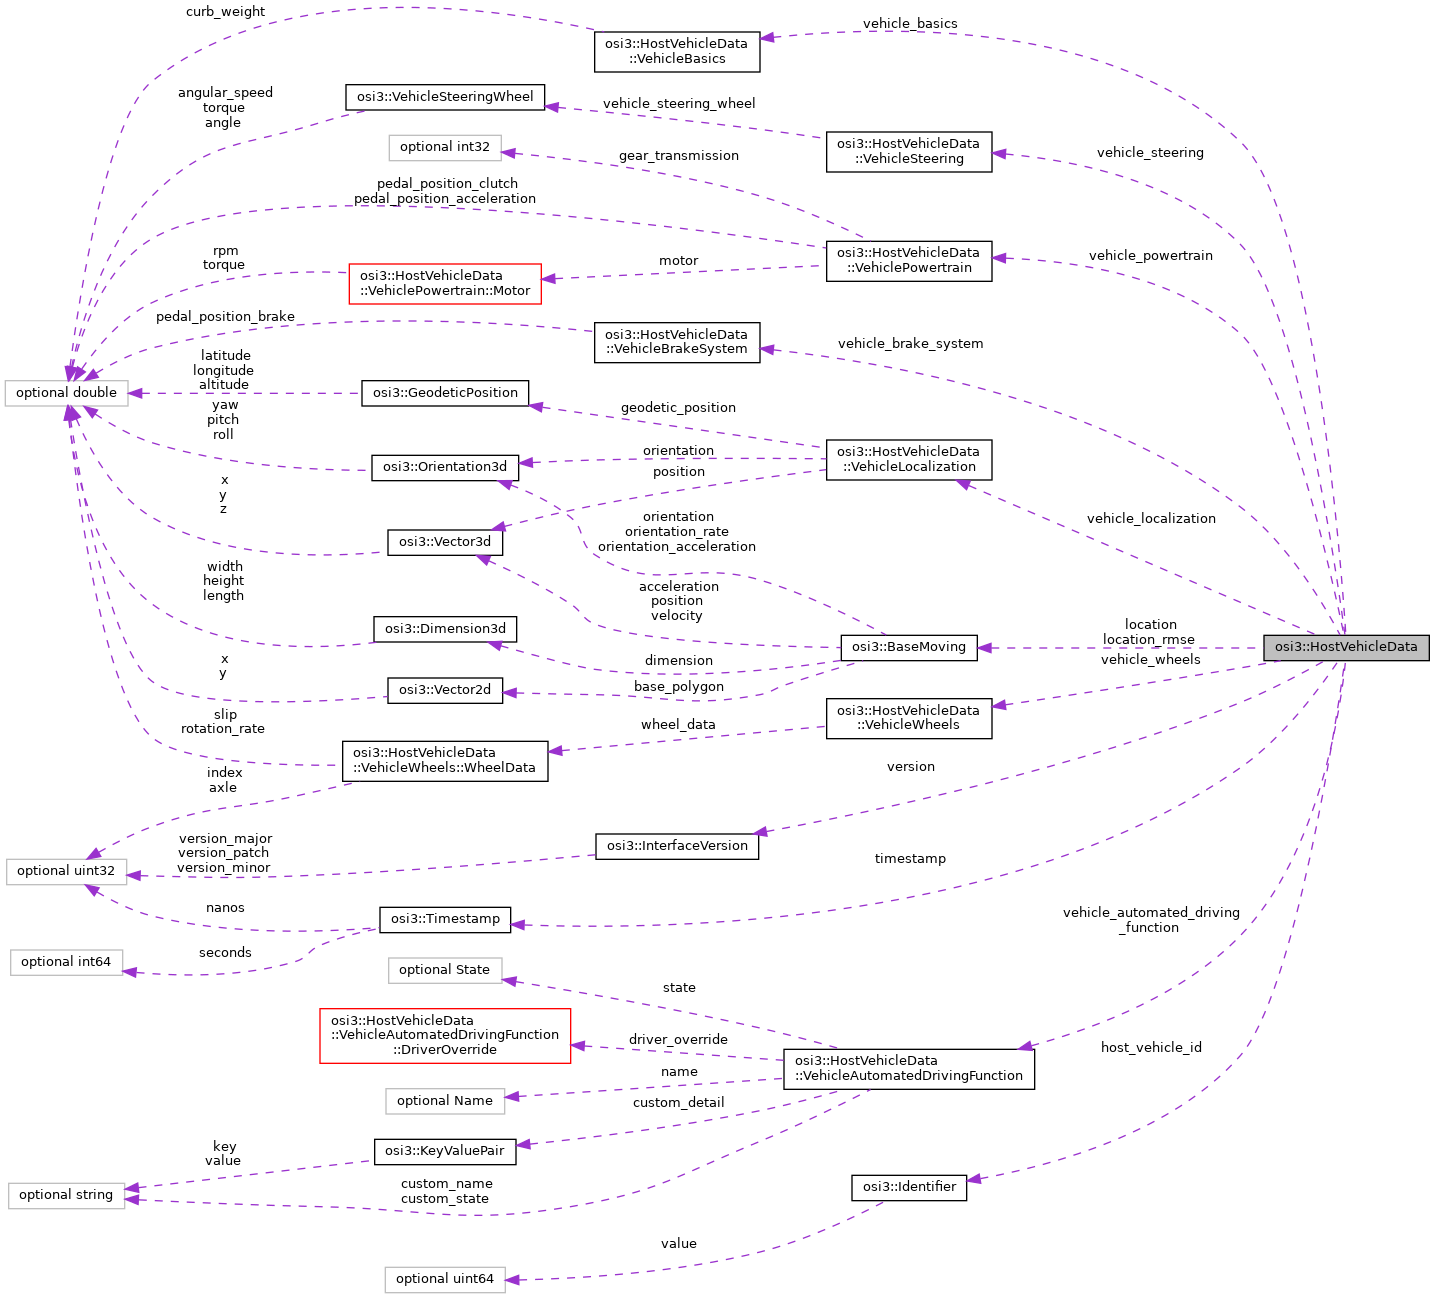 curb_weight
osi3::HostVehicleData
::VehicleBasics
vehicle_basics
angular_speed
torque
angle
osi3::VehicleSteeringWheel
vehicle_steering_wheel
osi3::HostVehicleData
::VehicleSteering
vehicle_steering
optional int32
gear_transmission
pedal_position_clutch
pedal_position_acceleration
osi3::HostVehicleData
::VehiclePowertrain
vehicle_powertrain
rpm
torque
osi3::HostVehicleData
::VehiclePowertrain::Motor
motor
pedal_position_brake
osi3::HostVehicleData
::VehicleBrakeSystem
vehicle_brake_system
latitude
longitude
altitude
optional double
osi3::GeodeticPosition
geodetic_position
yaw
pitch
roll
osi3::Orientation3d
orientation
position
osi3::HostVehicleData
::VehicleLocalization
vehicle_localization
x
y
z
osi3::Vector3d
orientation
orientation_rate
orientation_acceleration
width
height
length
acceleration
position
velocity
osi3::Dimension3d
dimension
osi3::BaseMoving
location
location_rmse
osi3::HostVehicleData
x
y
osi3::Vector2d
base_polygon
vehicle_wheels
slip
rotation_rate
osi3::HostVehicleData
::VehicleWheels::WheelData
wheel_data
osi3::HostVehicleData
::VehicleWheels
index
axle
version
version_major
version_patch
version_minor
optional uint32
osi3::InterfaceVersion
timestamp
nanos
osi3::Timestamp
seconds
optional int64
vehicle_automated_driving
_function
optional State
state
osi3::HostVehicleData
::VehicleAutomatedDrivingFunction
::DriverOverride
driver_override
osi3::HostVehicleData
::VehicleAutomatedDrivingFunction
host_vehicle_id
optional Name
name
custom_detail
key
value
osi3::KeyValuePair
optional string
custom_name
custom_state
osi3::Identifier
value
optional uint64